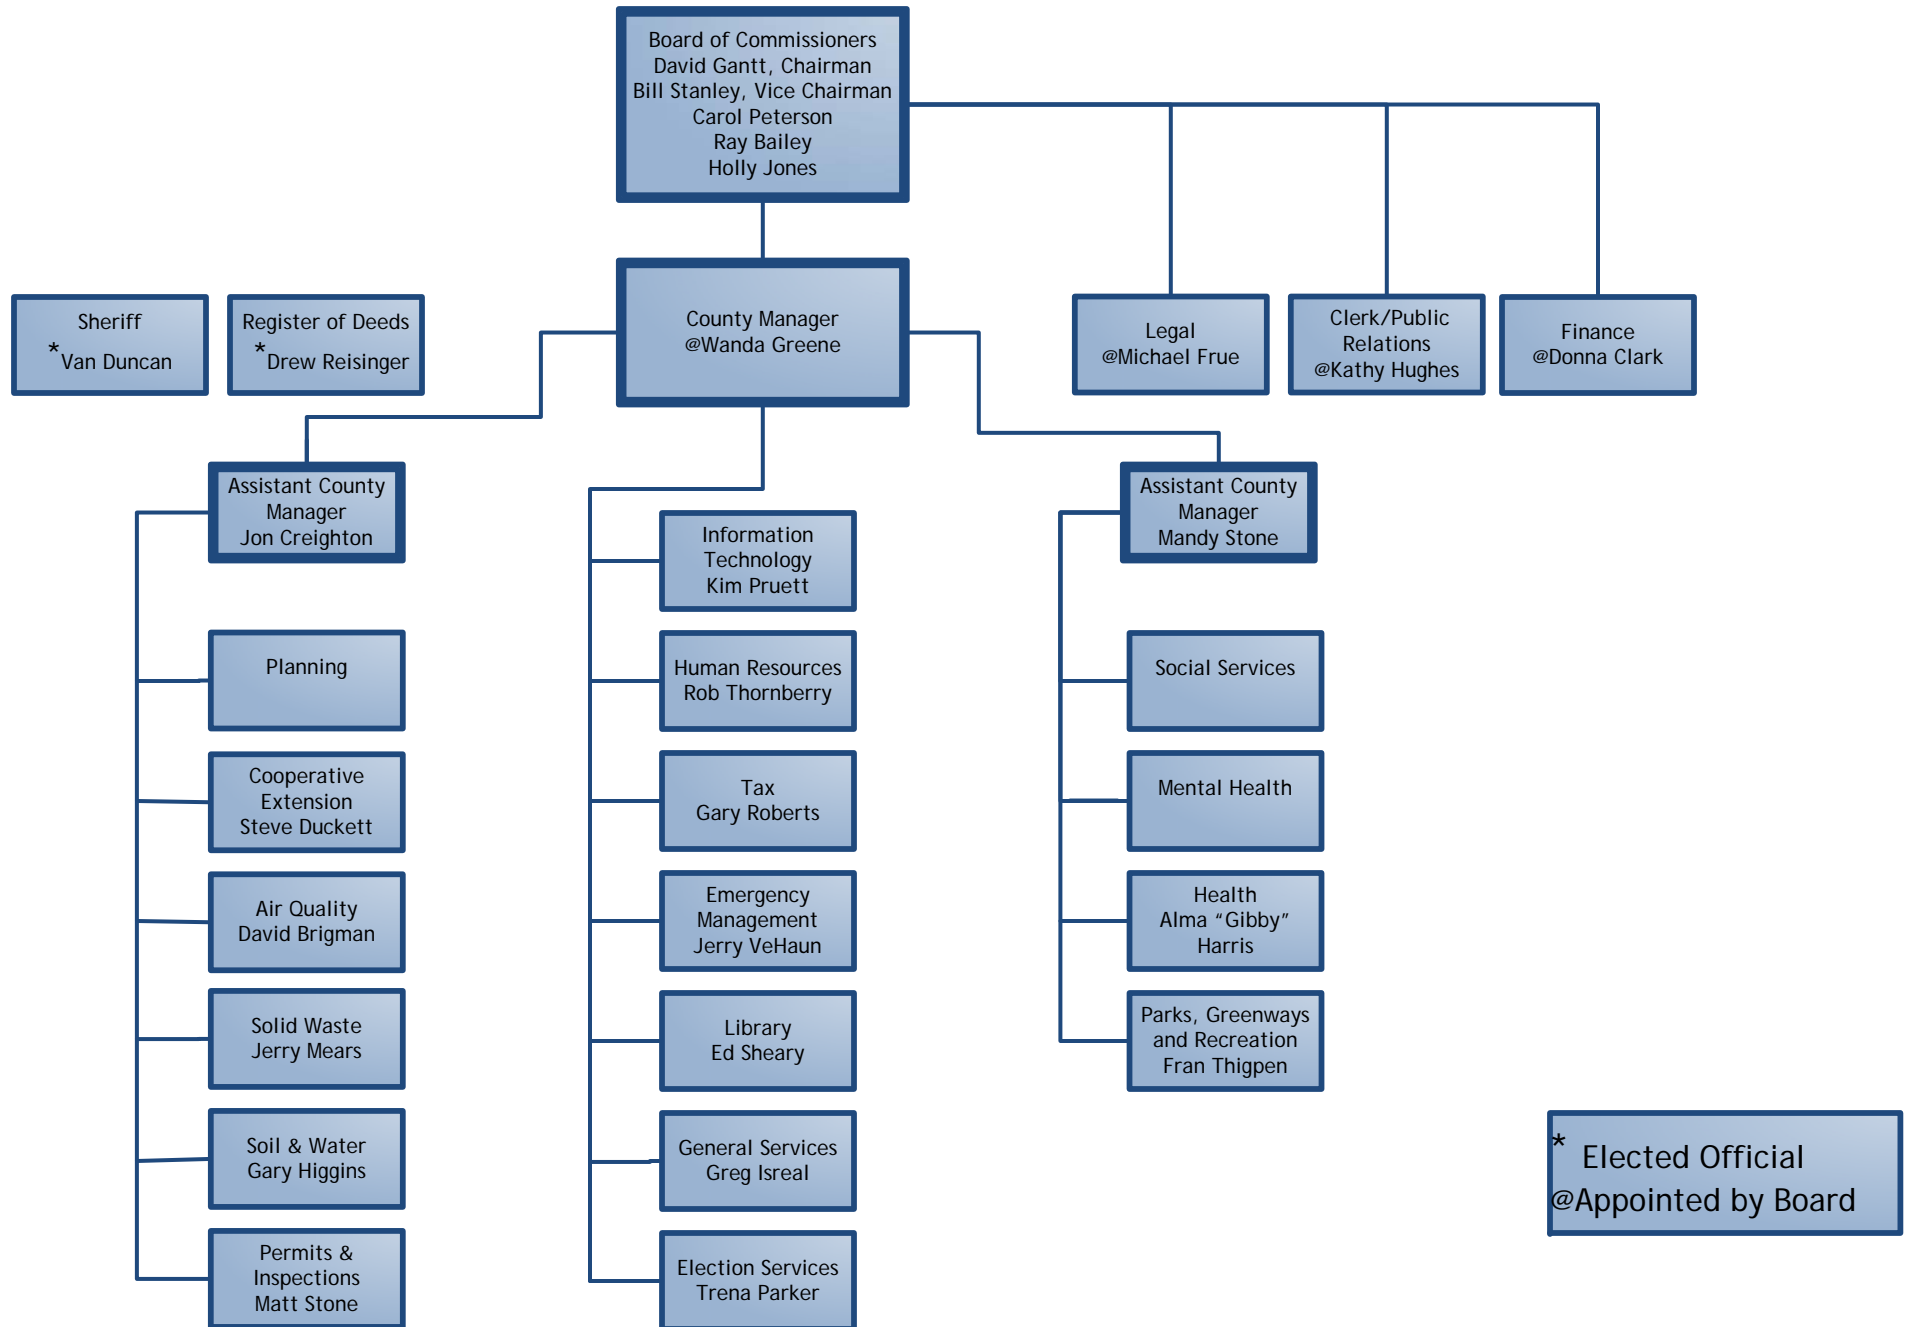 Board of Commissioners
David Gantt, Chairman
Bill Stanley, Vice Chairman
Carol Peterson
Ray Bailey
Holly Jones
Sheriff
*Van Duncan
Register of Deeds
*Drew Reisinger
County Manager
@Wanda Greene
Legal
@Michael Frue
Clerk/Public
Relations
@Kathy Hughes
Finance
@Donna Clark
Assistant County
Manager
Jon Creighton
Planning
Cooperative
Extension
Steve Duckett
Air Quality
David Brigman
Solid Waste
Jerry Mears
Soil & Water
Gary Higgins
Permits &
Inspections
Matt Stone
Information
Technology
Kim Pruett
Human Resources
Rob Thornberry
Tax
Gary Roberts
Emergency
Management
Jerry VeHaun
Library
Ed Sheary
General Services
Greg Isreal
Election Services
Trena Parker
Assistant County
Manager
Mandy Stone
Social Services
Mental Health
Health
Alma “Gibby”
Harris
Parks, Greenways
and Recreation
Fran Thigpen
* Elected Official
@Appointed by Board